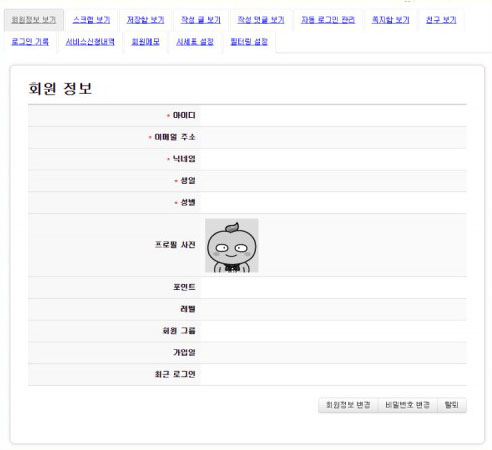 회원정보 보기 스크랩 보기 저장함 보기 작성 글 보기 작성 댓글 보기 자동 로그인 관리 쪽지함 보기 친구 보기
로그인 기록 서비스신청내역 회원메모 시세표 설정 필터링 설정
회원 정보
* 아이디
* 이메일 주소
* 닉네임
* 생일
* 성별
프로필 사진
포인트
레벨
회원 그룹
가입일
최근 로그인
회원정보 변경 비밀번호 변경 탈퇴